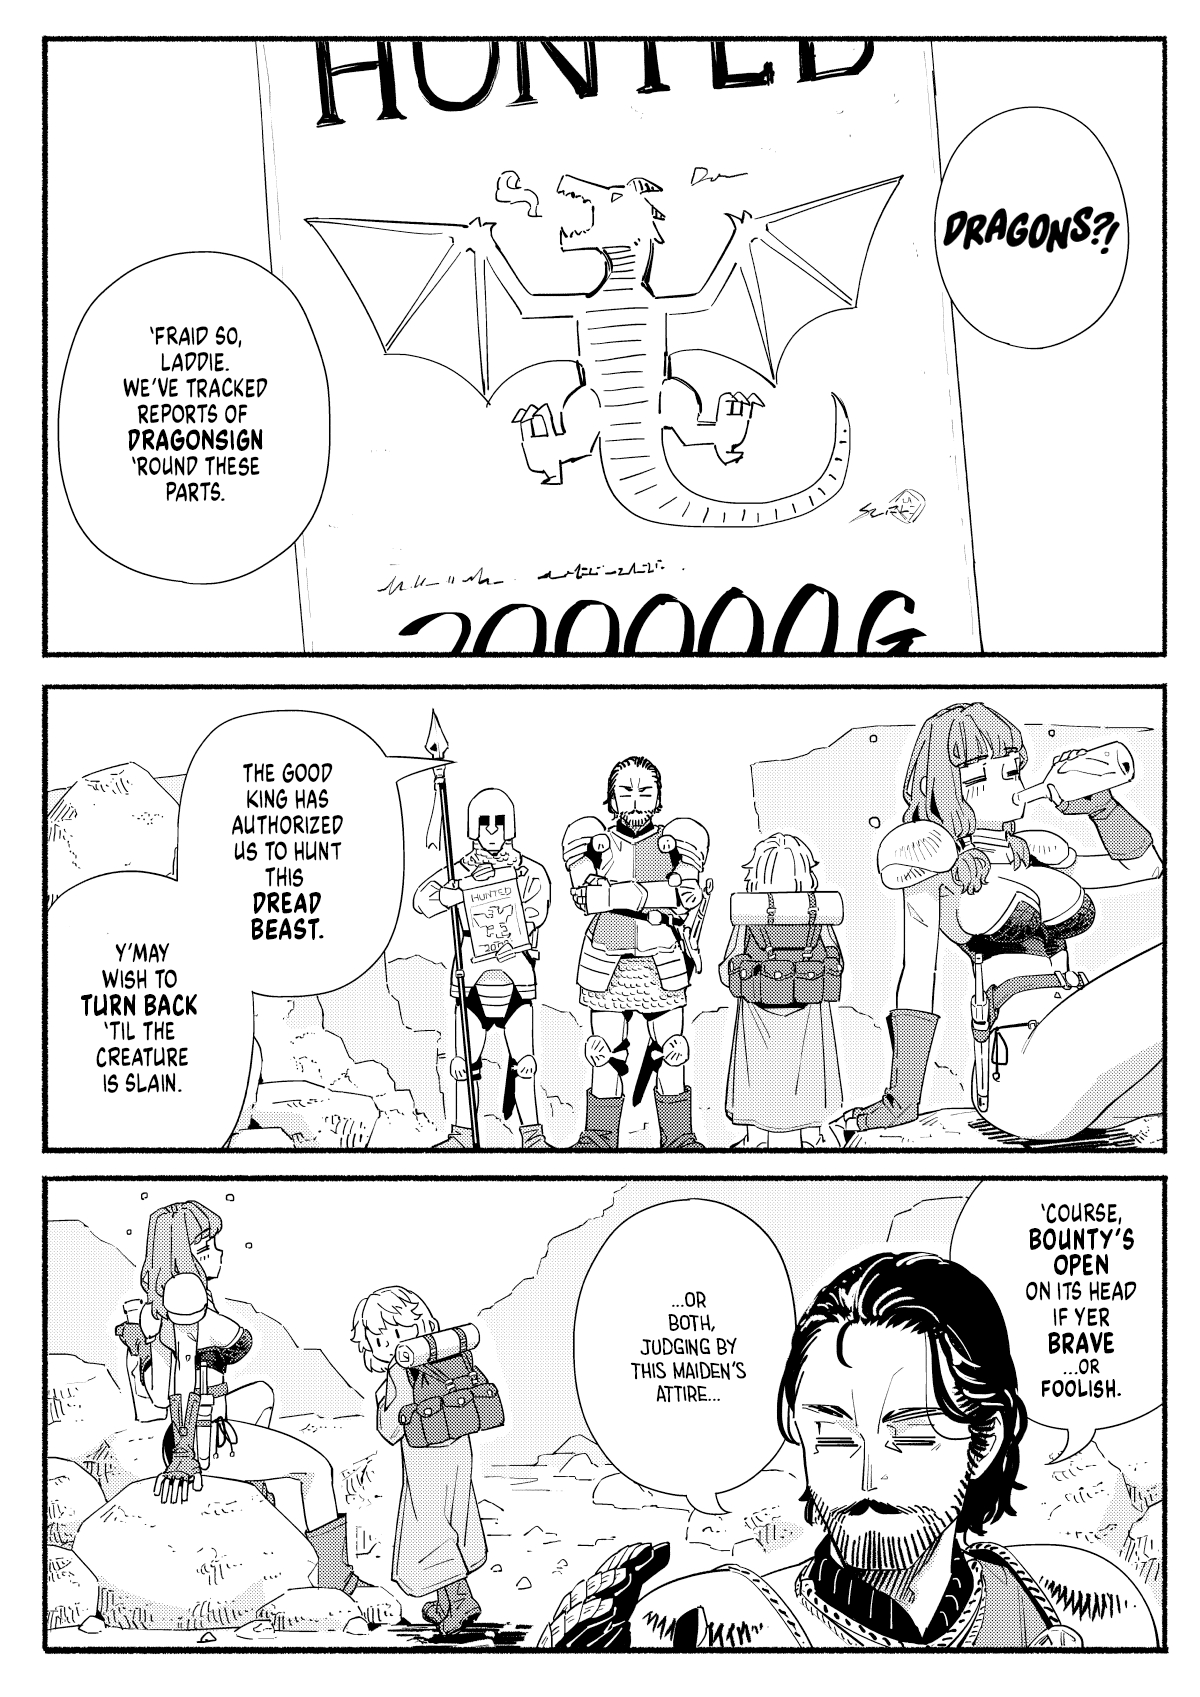 HUNTED
DRAGONS?!
'FRAID SO,
LADDIE.
WE'VE TRACKED
REPORTS OF
DRAGONSIGN
'ROUND THESE
PARTS.
200000G
THE GOOD
KING HAS
AUTHORIZED
US TO HUNT
THIS
DREAD
BEAST.
Y'MAY
WISH TO
TURN BACK
'TIL THE
CREATURE
IS SLAIN.
HUNTED
'COURSE,
BOUNTY'S
OPEN
ON ITS HEAD
IF YER
BRAVE
...OR
FOOLISH.
...OR
BOTH,
JUDGING BY
THIS MAIDEN'S
ATTIRE...